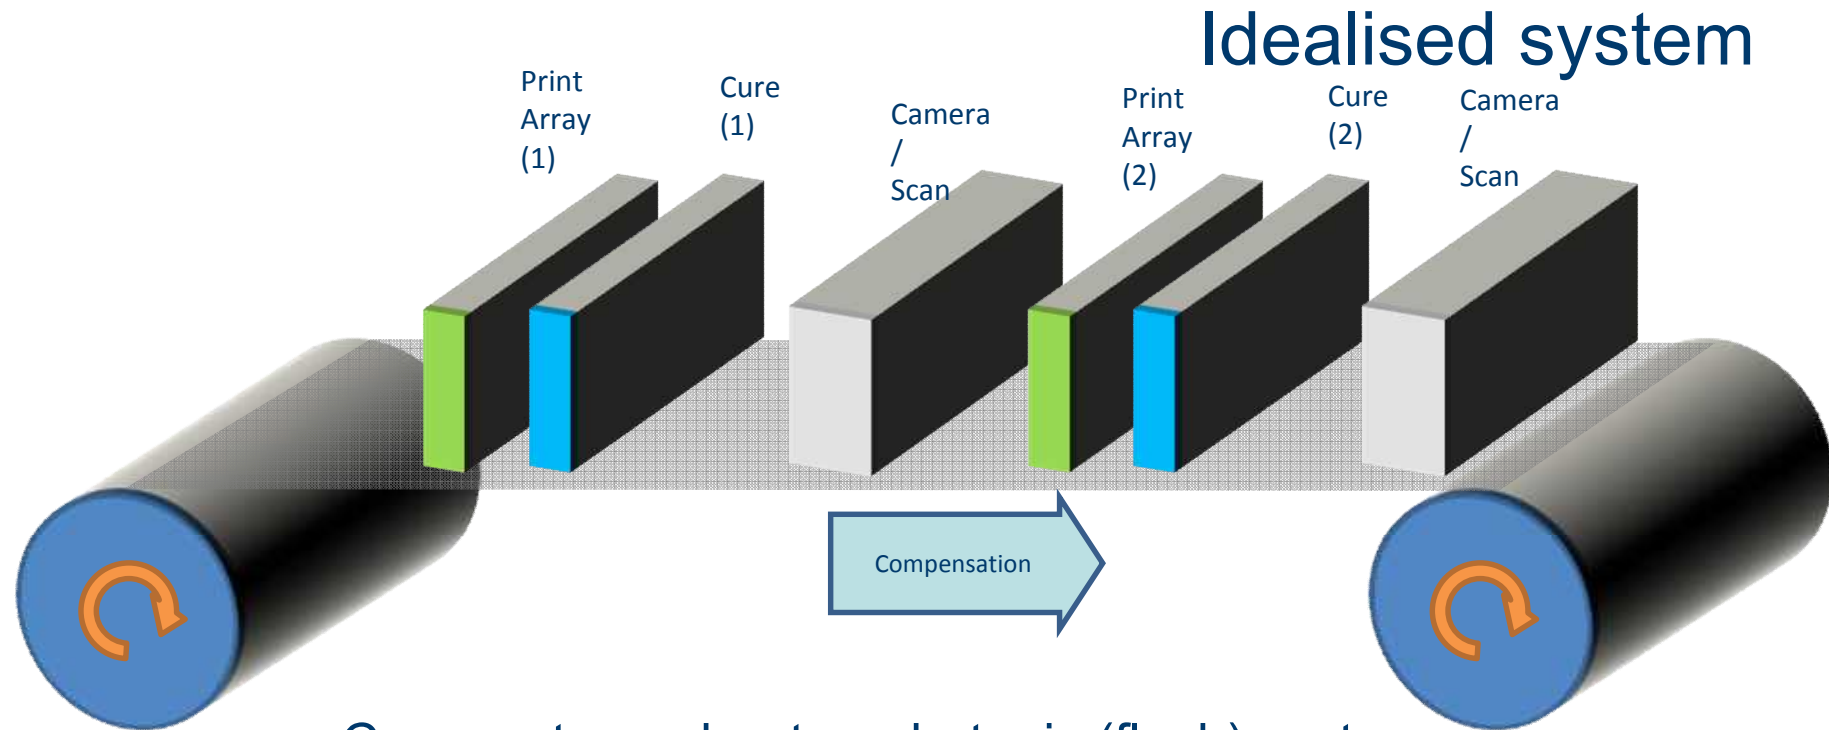 Idealised system
Print
Array
(1)
Cure
(1)
Camera
/
Scan
Print
Array
(2)
Cure
(2)
Camera
/
Scan
Compensation